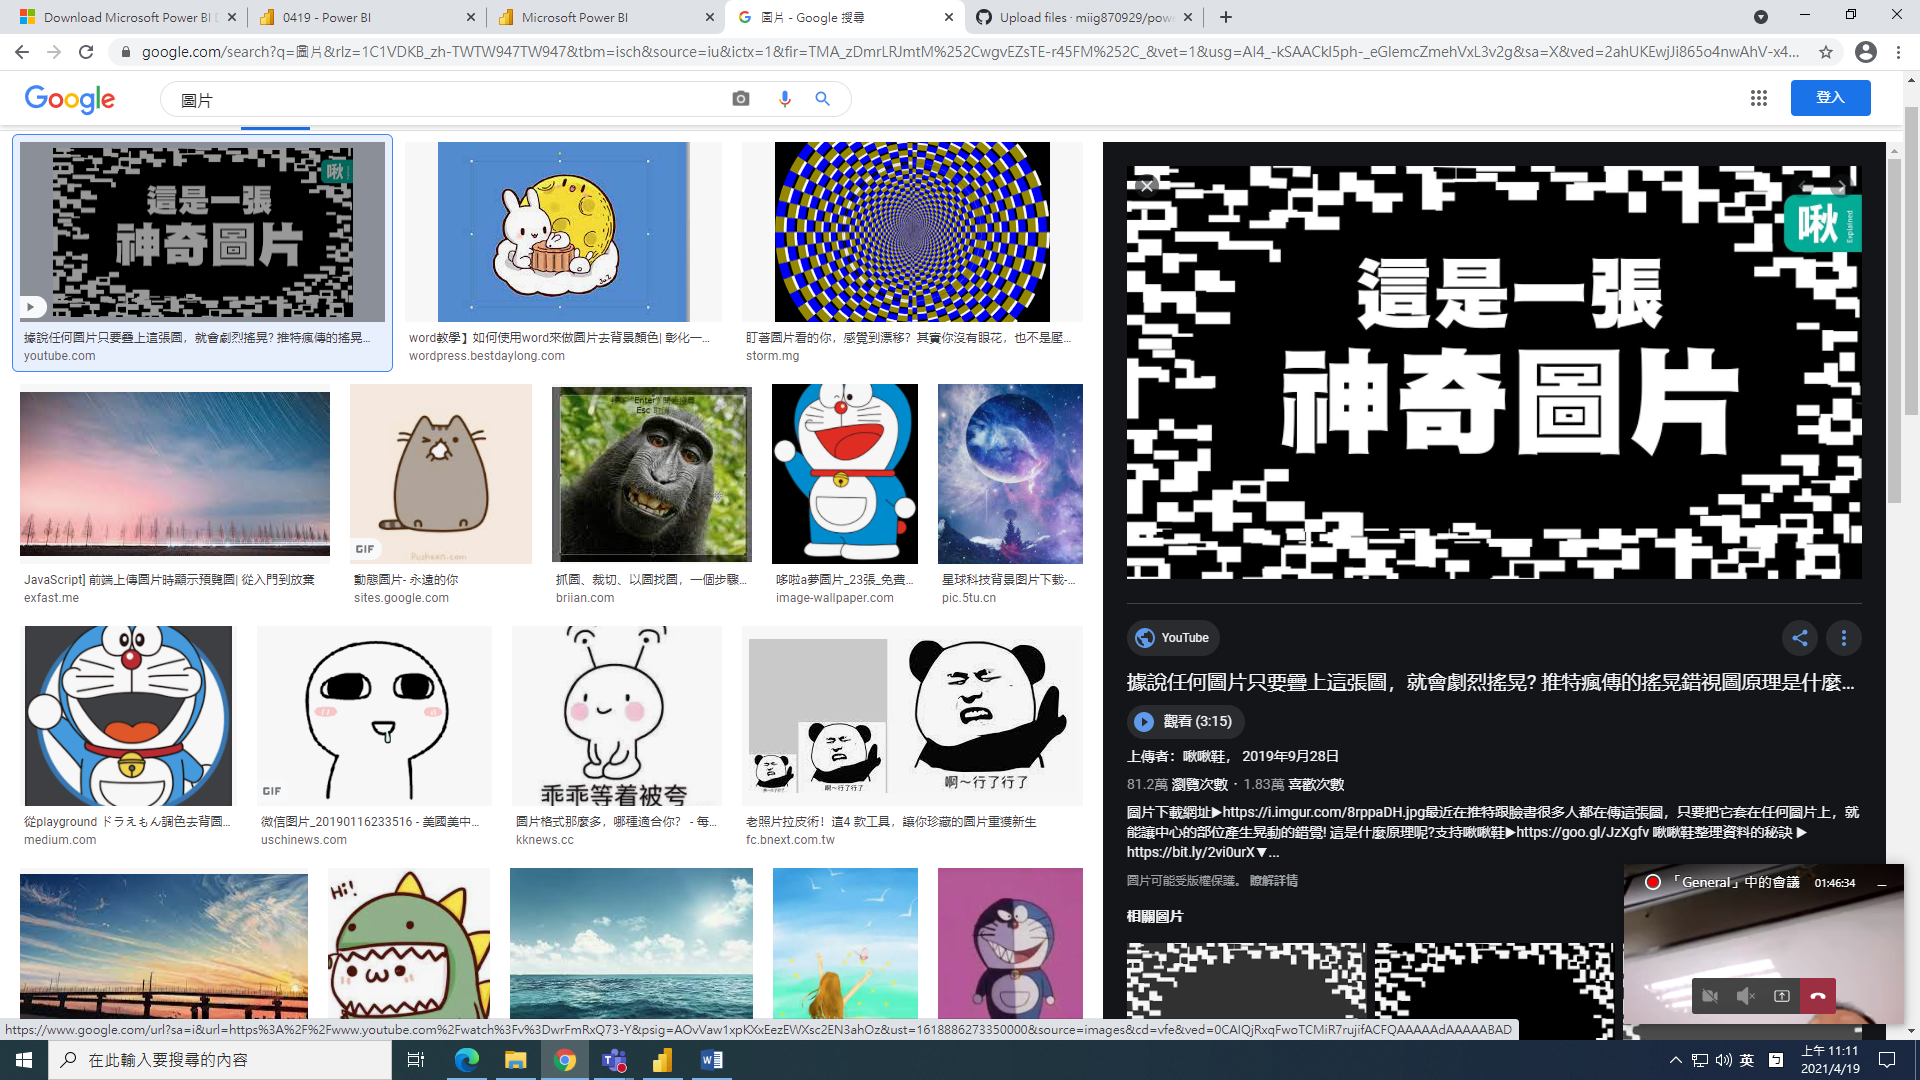 Download Microsoft Power BI D
0419 - Power BI
Microsoft Power BI
圖片 - Google 搜尋
Upload files · miig870929/pow
google.com/search?q=圖片&rlz=1C1VDKB_zh-TWTW947TW947&tbm=isch&source=iu&ictx=1&fir=TMA_zDmrLRJmtM%252CwgvEZsTE-r45FM%252C_&vet=1&usg=AI4_-kSAACkI5ph-_eGIemcZmehVxL3v2g&sa=X&ved=2ahUKEwjJi865o4nwAhV-x4...
Google
圖片
登入
這是一張
神奇圖片
啾
據說任何圖片只要疊上這張圖，就會劇烈搖晃? 推特瘋傳的搖晃...
youtube.com
word教學】如何使用word來做圖片去背景顏色| 彰化一...
wordpress.bestdaylong.com
盯著圖片看的你，感覺到漂移？其實你沒有眼花，也不是壓...
storm.mg
這是一張
神奇圖片
啾
Explained
Enter
Esc
GIF
Pusheen.com
JavaScript] 前端上傳圖片時顯示預覽圖| 從入門到放棄
exfast.me
動態圖片- 永遠的你
sites.google.com
抓圖、裁切、以圖找圖，一個步驟...
briian.com
哆啦a夢圖片_23張_免費...
image-wallpaper.com
星球科技背景图片下载-...
pic.5tu.cn
YouTube
據說任何圖片只要疊上這張圖，就會劇烈搖晃? 推特瘋傳的搖晃錯視圖原理是什麼...
觀看 (3:15)
上傳者：啾啾鞋， 2019年9月28日
81.2萬 瀏覽次數 · 1.83萬 喜歡次數
圖片下載網址▶https://i.imgur.com/8rppaDH.jpg最近在推特跟臉書很多人都在傳這張圖，只要把它套在任何圖片上，就
能讓中心的部位產生晃動的錯覺! 這是什麼原理呢?支持啾啾鞋▶https://goo.gl/JzXgfv 啾啾鞋整理資料的秘訣 ▶
https://bit.ly/2vi0urX▼...
圖片可能受版權保護。 瞭解詳情
相關圖片
GIF
乖乖等着被夸
啊～行了行了
啊～行了行了
從playground ドラえもん調色去背圖...
medium.com
微信图片_20190116233516 - 美國美中...
uschinews.com
圖片格式那麼多，哪種適合你？ - 每...
kknews.cc
老照片拉皮術！這4 款工具，讓你珍藏的圖片重獲新生
fc.bnext.com.tw
Hi!
「General」中的會議
01:46:34
https://www.google.com/url?sa=i&url=https%3A%2F%2Fwww.youtube.com%2Fwatch%3Fv%3DwrFmRxQ73-Y&psig=AOvVaw1xpKXxEezEWXsc2EN3ahOz&ust=1618886273350000&source=images&cd=vfe&ved=0CAIQjRxqFwoTCMiR7rujifACFQAAAAAdAAAAABAD
在此輸入要搜尋的內容
英
上午 11:11
2021/4/19